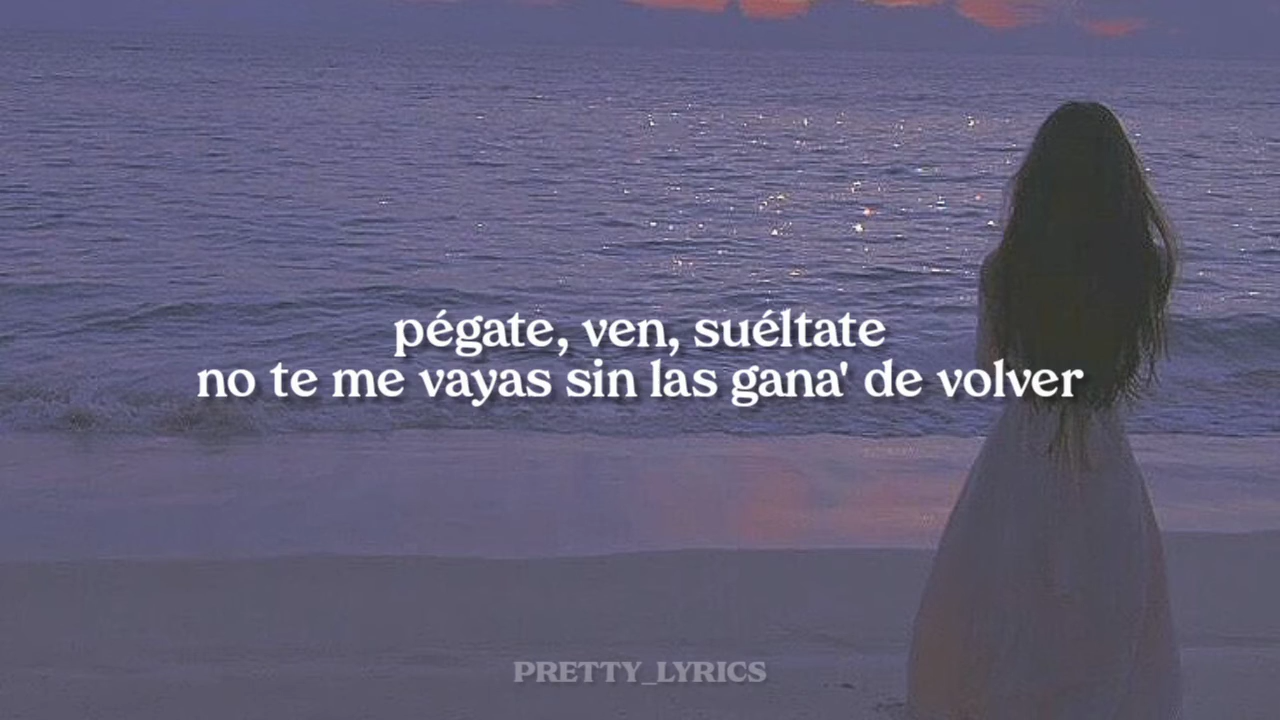 pégate, ven, suéltate
no te me vayas sin las gana' de volver
PRETTY_LYRICS